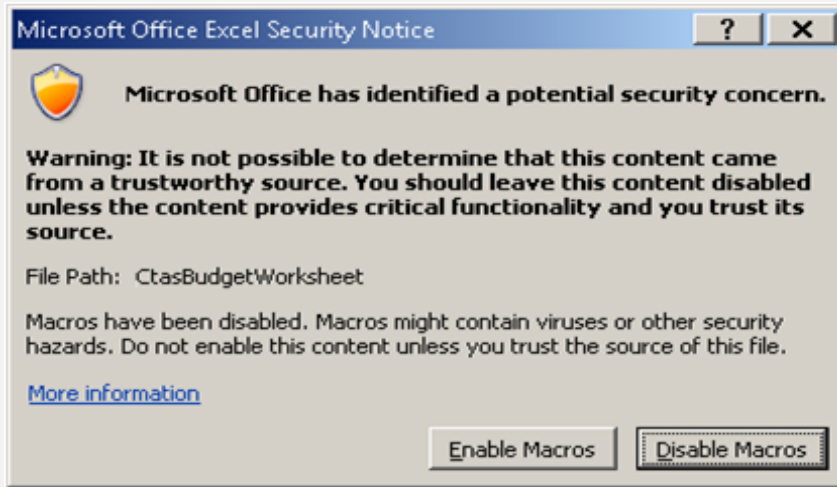 Microsoft Office Excel Security Notice
Microsoft Office has identified a potential security concern.
Warning: It is not possible to determine that this content came
from a trustworthy source. You should leave this content disabled
unless the content provides critical functionality and you trust its
source.
File Path: CtasBudgetWorksheet
Macros have been disabled. Macros might contain viruses or other security
hazards. Do not enable this content unless you trust the source of this file.
More information
Enable Macros
Disable Macros